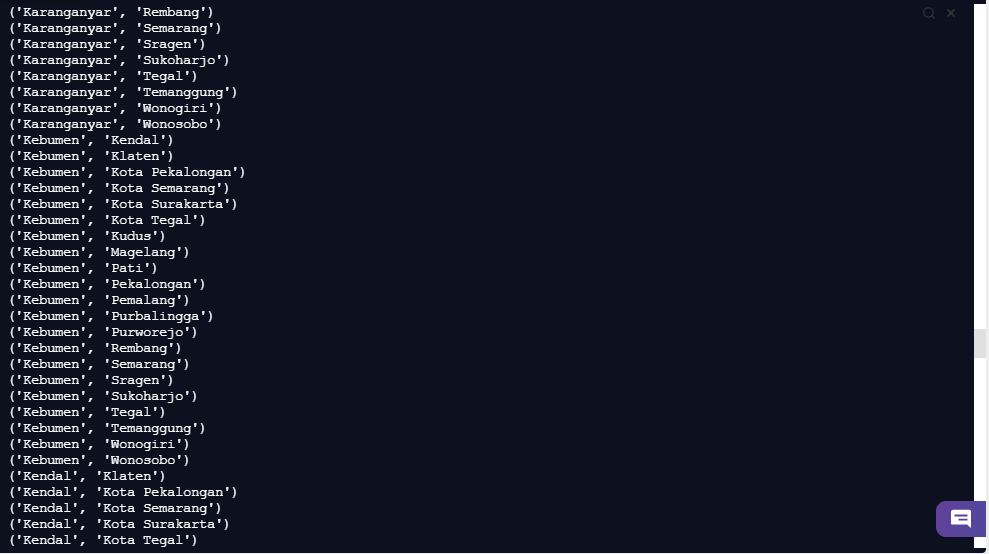 ('Karanganyar', 'Rembang')
('Karanganyar', 'Semarang')
('Karanganyar', 'Sragen')
('Karanganyar', 'Sukoharjo')
('Karanganyar', 'Tegal')
('Karanganyar', 'Temanggung')
('Karanganyar', 'Wonogiri')
('Karanganyar', 'Wonosobo')
('Kebumen', 'Kendal')
('Kebumen', 'Klaten')
('Kebumen', 'Kota Pekalongan')
('Kebumen', 'Kota Semarang')
('Kebumen', 'Kota Surakarta')
('Kebumen', 'Kota Tegal')
('Kebumen', 'Kudus')
('Kebumen', 'Magelang')
('Kebumen', 'Pati')
('Kebumen', 'Pekalongan')
('Kebumen', 'Pemalang')
('Kebumen', 'Purbalingga')
('Kebumen', 'Purworejo')
('Kebumen', 'Rembang')
('Kebumen', 'Semarang')
('Kebumen', 'Sragen')
('Kebumen', 'Sukoharjo')
('Kebumen', 'Tegal')
('Kebumen', 'Temanggung')
('Kebumen', 'Wonogiri')
('Kebumen', 'Wonosobo')
('Kendal', 'Klaten')
('Kendal', 'Kota Pekalongan')
('Kendal', 'Kota Semarang')
('Kendal', 'Kota Surakarta')
('Kendal', 'Kota Tegal')